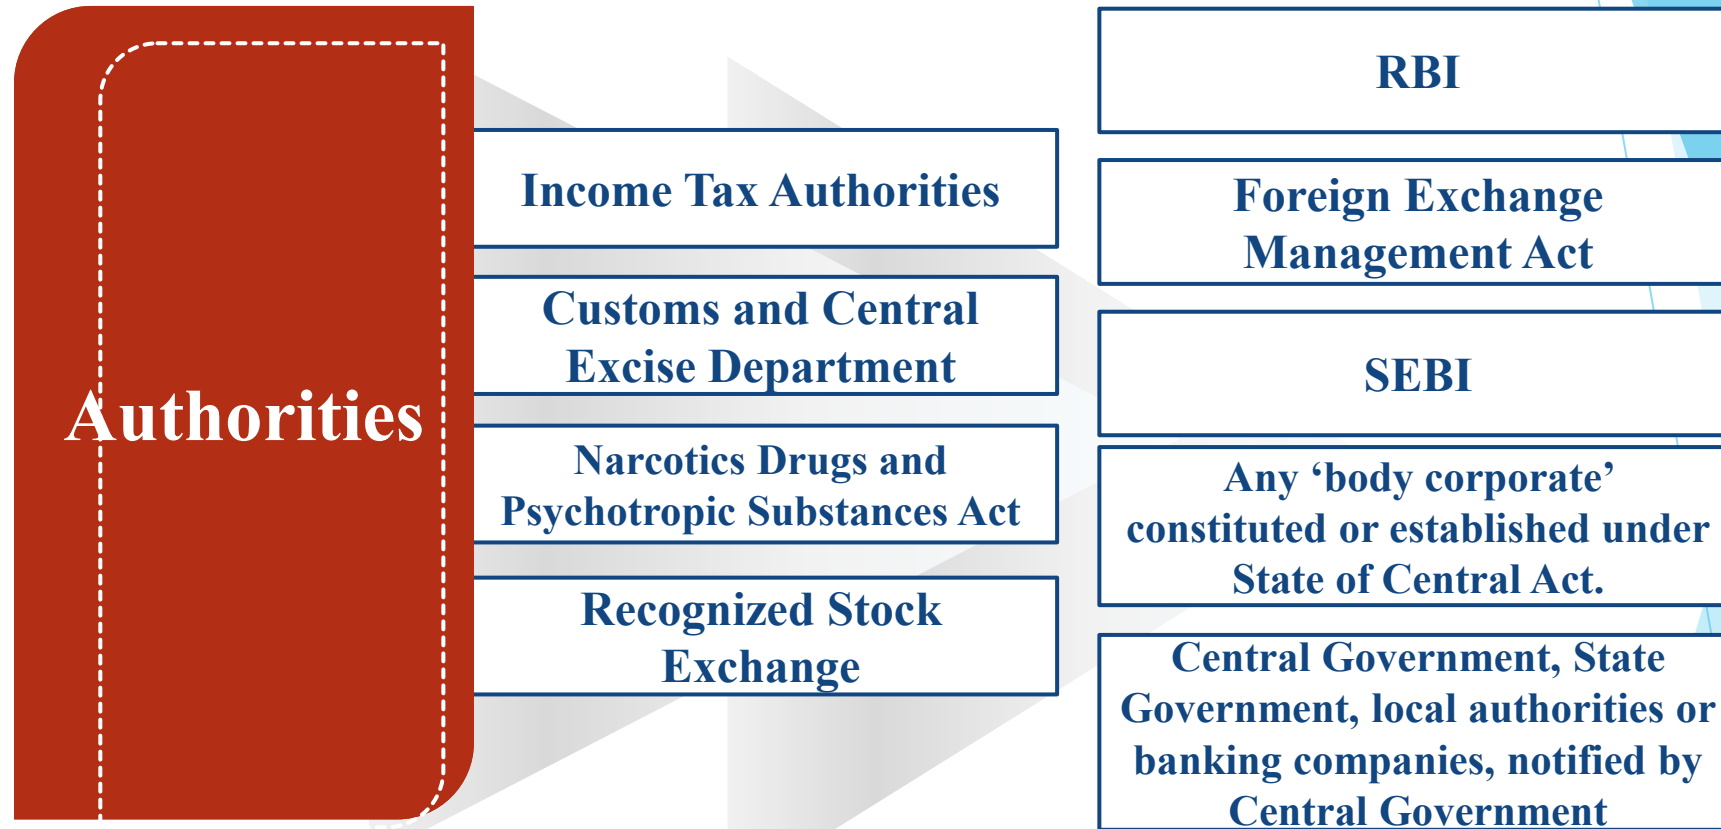 Authorities
Income Tax Authorities
Customs and Central
Excise Department
Narcotics Drugs and
Psychotropic Substances Act
Recognized Stock
Exchange
RBI
Foreign Exchange
Management Act
SEBI
Any ‘body corporate’
constituted or established under
State of Central Act.
Central Government, State
Government, local authorities or
banking companies, notified by
Central Government